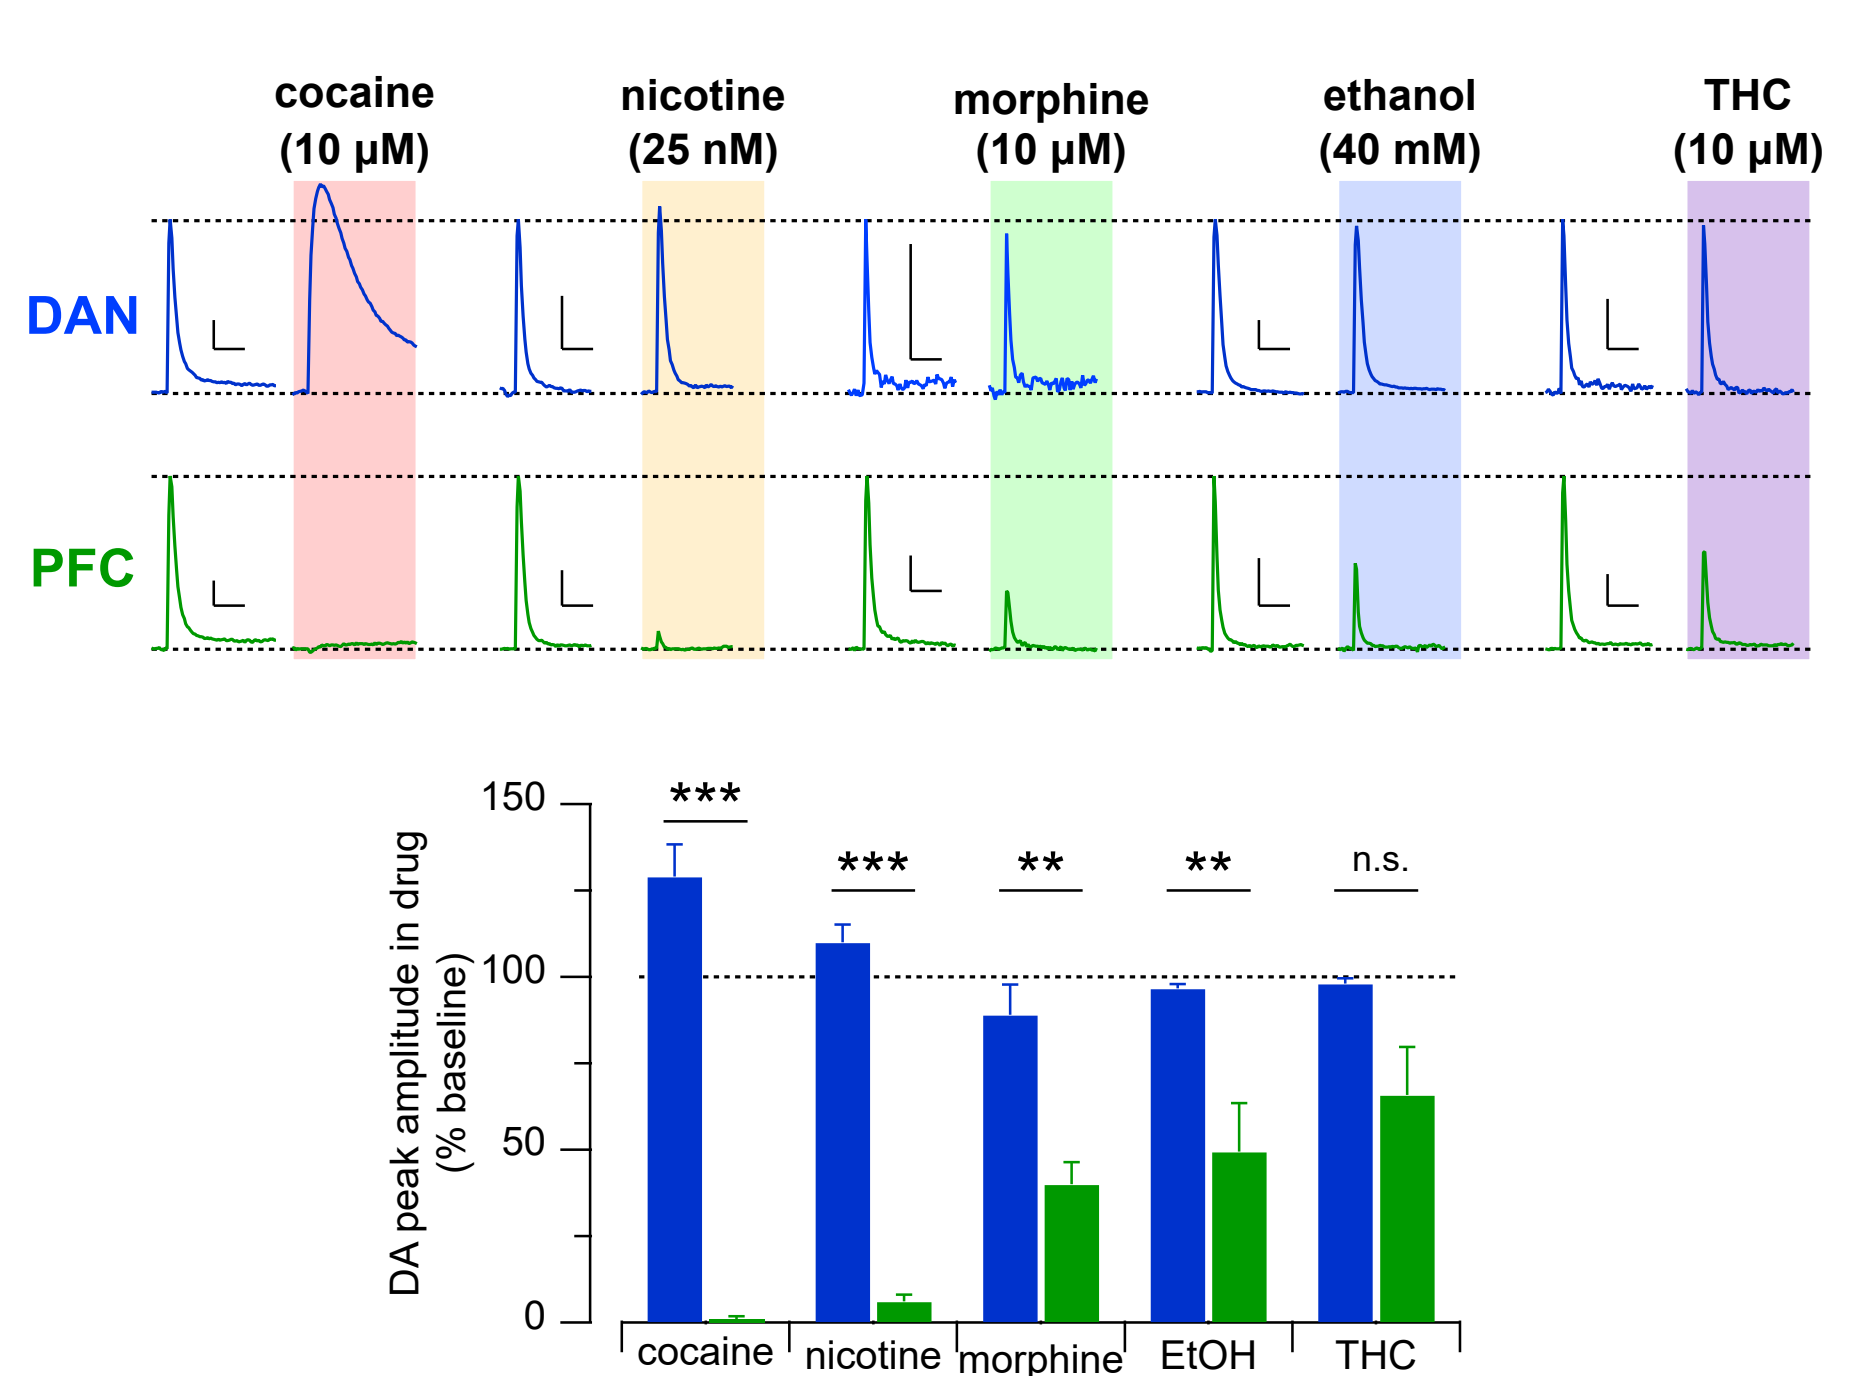 cocaine
(10 µM)
nicotine
(25 nM)
morphine
(10 µM)
ethanol
(40 mM)
THC
(10 µM)
DAN
PFC
DA peak amplitude in drug
(% baseline)
150
100
50
0
***
***
**
**
n.s.
cocaine
nicotine
morphine
EtOH
THC